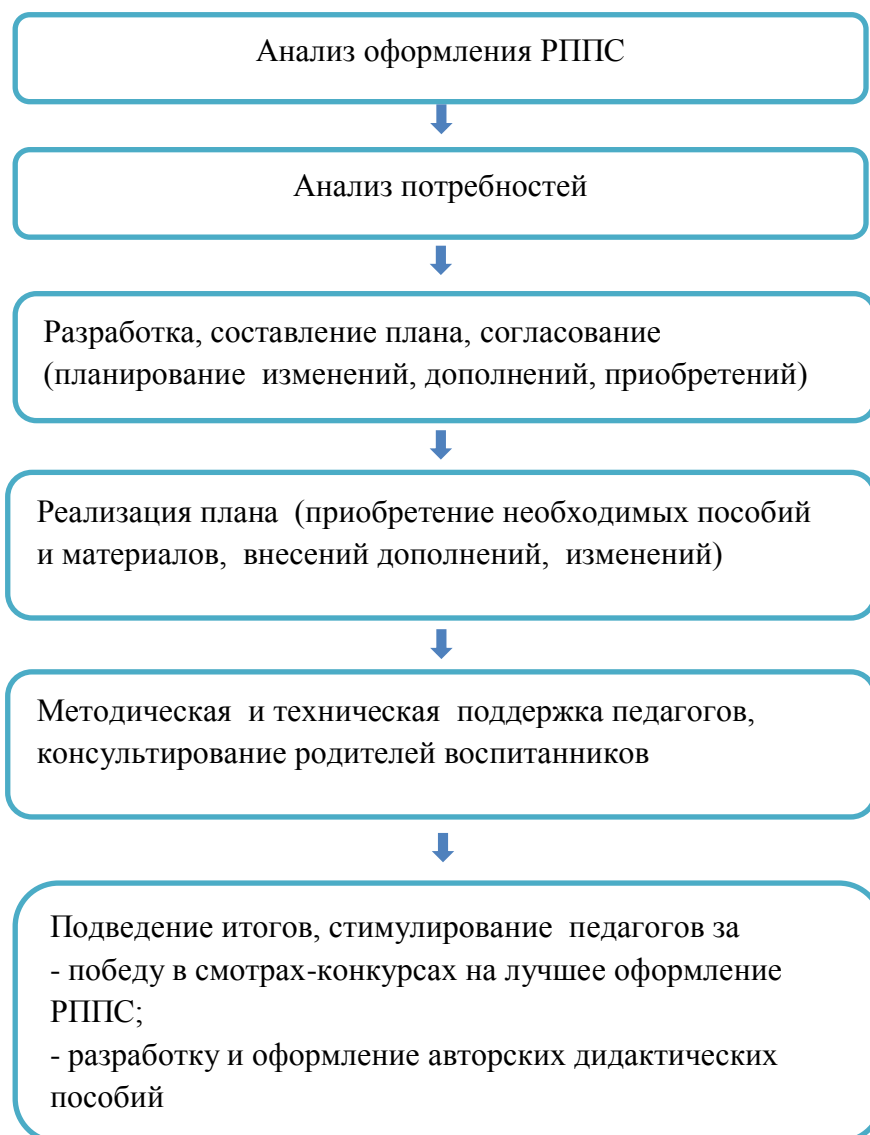 Анализ оформления РППС
Анализ потребностей
Разработка, составление плана, согласование
(планирование изменений, дополнений, приобретений)
Реализация плана (приобретение необходимых пособий
и материалов, внесений дополнений, изменений)
Методическая и техническая поддержка педагогов,
консультирование родителей воспитанников
Подведение итогов, стимулирование педагогов за
- победу в смотрах-конкурсах на лучшее оформление
РППС;
- разработку и оформление авторских дидактических
пособий